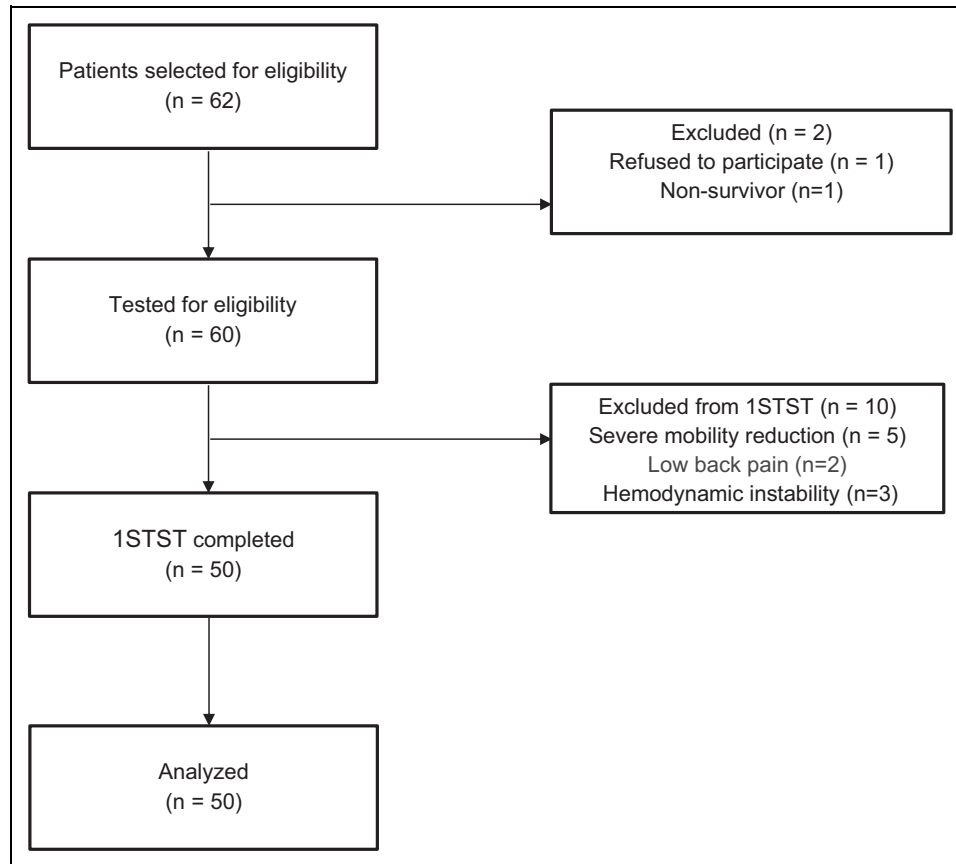 Patients selected for eligibility
(n = 62)
Excluded (n = 2)
Refused to participate (n = 1)
Non-survivor (n=1)
Tested for eligibility
(n = 60)
Excluded from 1STST (n = 10)
Severe mobility reduction (n = 5)
Low back pain (n=2)
Hemodynamic instability (n=3)
1STST completed
(n = 50)
Analyzed
(n = 50)